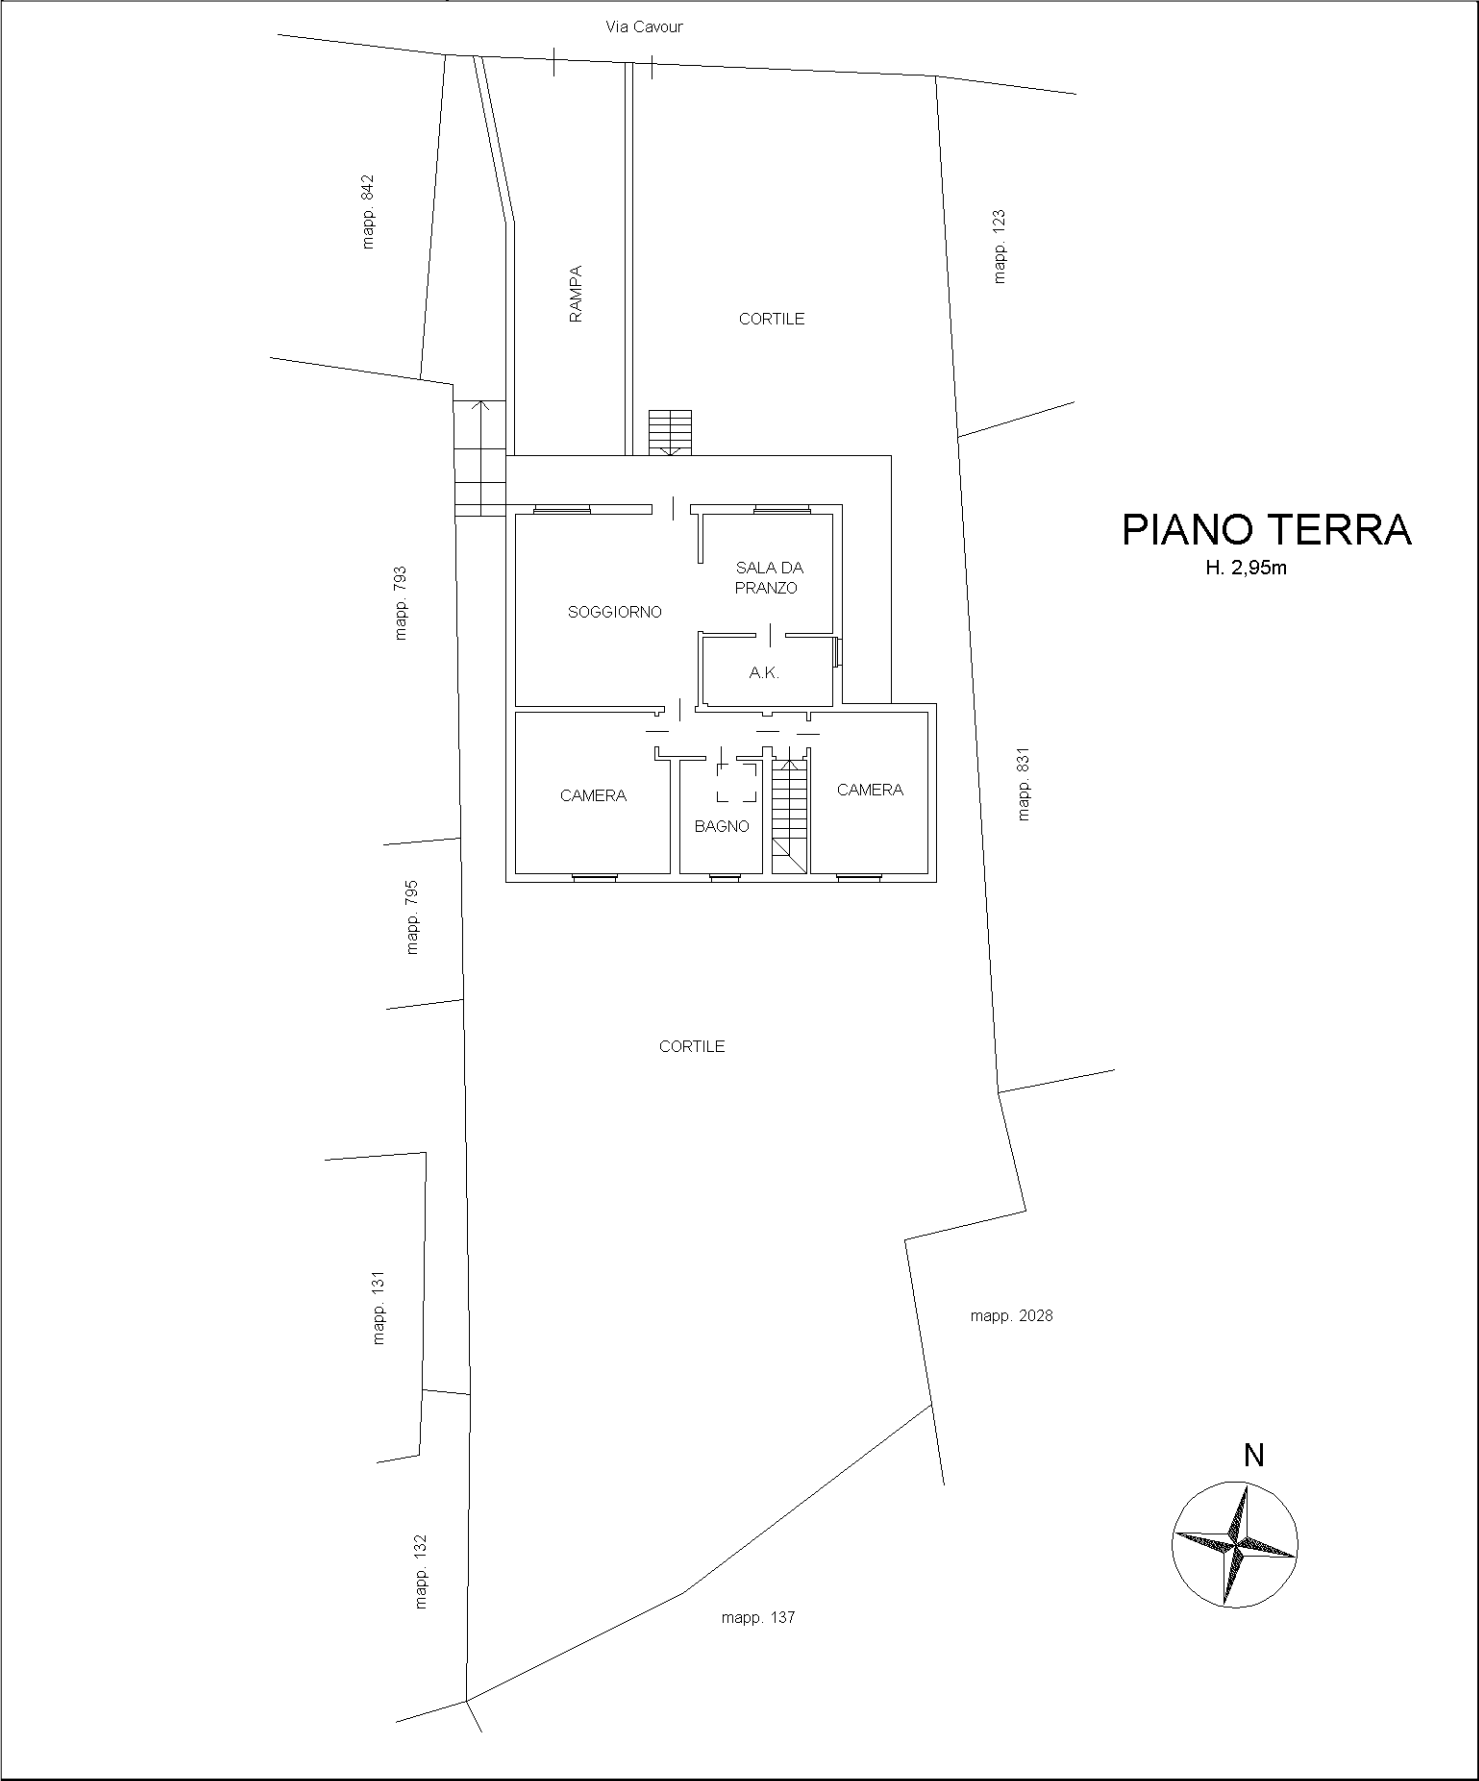 Via Cavour
mapp. 842
mapp. 123
RAMPA
CORTILE
PIANO TERRA
H. 2,95m
mapp. 793
SALA DA
PRANZO
SOGGIORNO
A.K.
mapp. 831
CAMERA
CAMERA
BAGNO
mapp. 795
CORTILE
mapp. 131
mapp. 2028
N
mapp. 132
mapp. 137